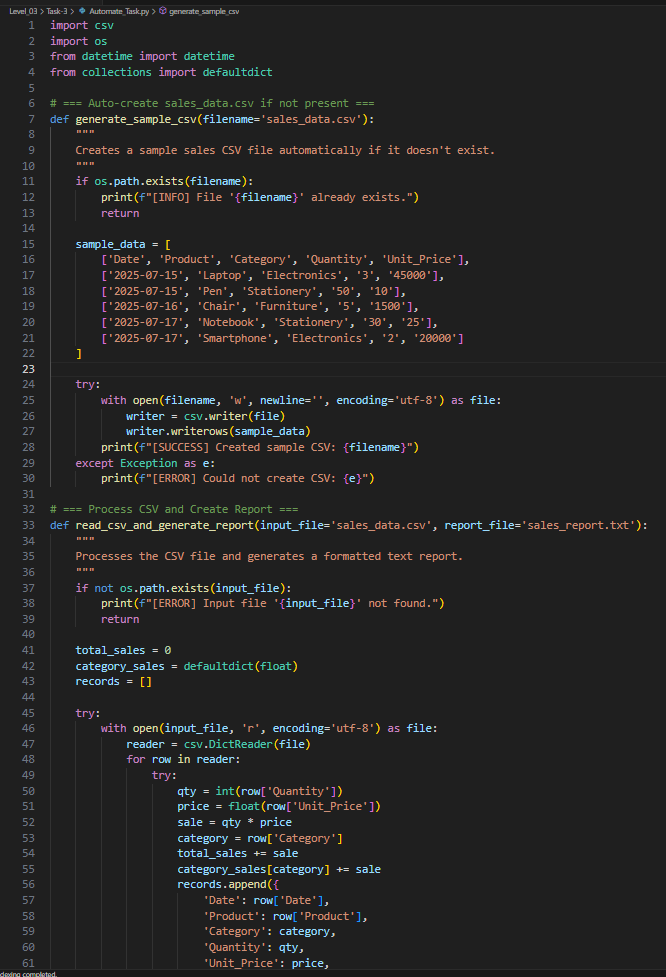 Level_03 > Task-3 > Automate_Task.py > generate_sample_csv
1 import csv
2 import os
3 from datetime import datetime
4 from collections import defaultdict
5
6 # === Auto-create sales_data.csv if not present ===
7 def generate_sample_csv(filename='sales_data.csv'):
8     """
9     Creates a sample sales CSV file automatically if it doesn't exist.
10     """
11     if os.path.exists(filename):
12         print(f"[INFO] File '{filename}' already exists.")
13         return
14
15     sample_data = [
16         ['Date', 'Product', 'Category', 'Quantity', 'Unit_Price'],
17         ['2025-07-15', 'Laptop', 'Electronics', '3', '45000'],
18         ['2025-07-15', 'Pen', 'Stationery', '50', '10'],
19         ['2025-07-16', 'Chair', 'Furniture', '5', '1500'],
20         ['2025-07-17', 'Notebook', 'Stationery', '30', '25'],
21         ['2025-07-17', 'Smartphone', 'Electronics', '2', '20000']
22     ]
23
24     try:
25         with open(filename, 'w', newline='', encoding='utf-8') as file:
26             writer = csv.writer(file)
27             writer.writerows(sample_data)
28         print(f"[SUCCESS] Created sample CSV: {filename}")
29     except Exception as e:
30         print(f"[ERROR] Could not create CSV: {e}")
31
32 # === Process CSV and Create Report ===
33 def read_csv_and_generate_report(input_file='sales_data.csv', report_file='sales_report.txt'):
34     """
35     Processes the CSV file and generates a formatted text report.
36     """
37     if not os.path.exists(input_file):
38         print(f"[ERROR] Input file '{input_file}' not found.")
39         return
40
41     total_sales = 0
42     category_sales = defaultdict(float)
43     records = []
44
45     try:
46         with open(input_file, 'r', encoding='utf-8') as file:
47             reader = csv.DictReader(file)
48             for row in reader:
49                 try:
50                     qty = int(row['Quantity'])
51                     price = float(row['Unit_Price'])
52                     sale = qty * price
53                     category = row['Category']
54                     total_sales += sale
55                     category_sales[category] += sale
56                     records.append({
57                         'Date': row['Date'],
58                         'Product': row['Product'],
59                         'Category': category,
60                         'Quantity': qty,
61                         'Unit_Price': price,
dexing completed.